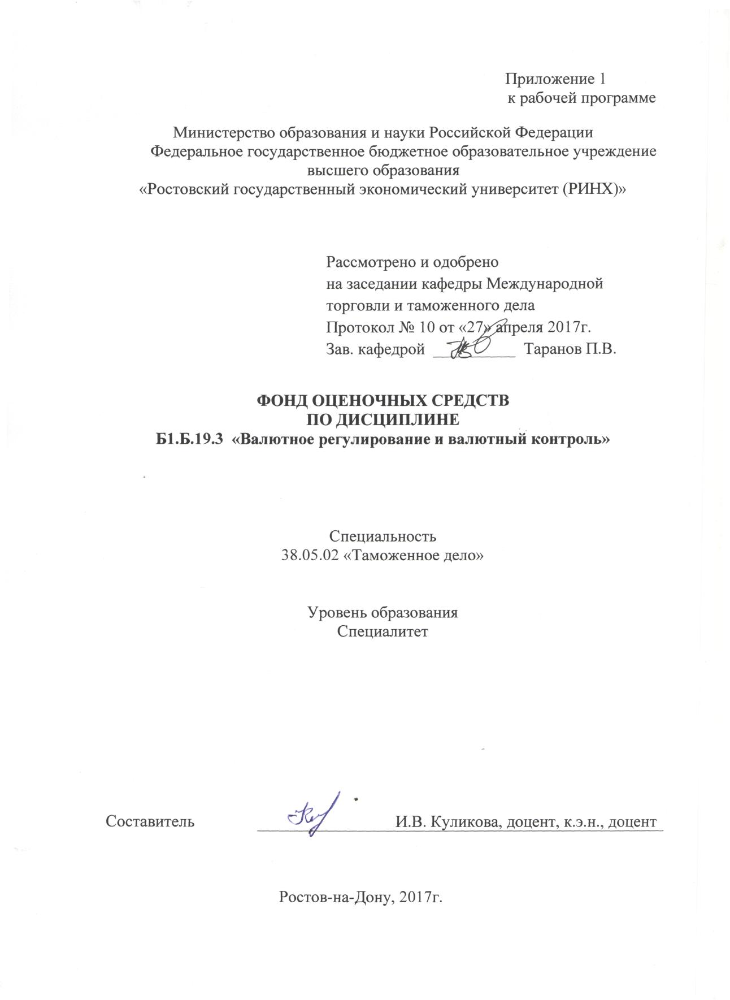 Приложение 1
к рабочей программе
Министерство образования и науки Российской Федерации
Федеральное государственное бюджетное образовательное учреждение
высшего образования
«Ростовский государственный экономический университет (РИНХ)»
Рассмотрено и одобрено
на заседании кафедры Международной
торговли и таможенного дела
Протокол № 10 от «27» апреля 2017г.
Зав. кафедрой Таранов П.В.
ФОНД ОЦЕНОЧНЫХ СРЕДСТВ
ПО ДИСЦИПЛИНЕ
Б1.Б.19.3 «Валютное регулирование и валютный контроль»
Специальность
38.05.02 «Таможенное дело»
Уровень образования
Специалитет
Составитель И.В. Куликова, доцент, к.э.н., доцент
Ростов-на-Дону, 2017г.